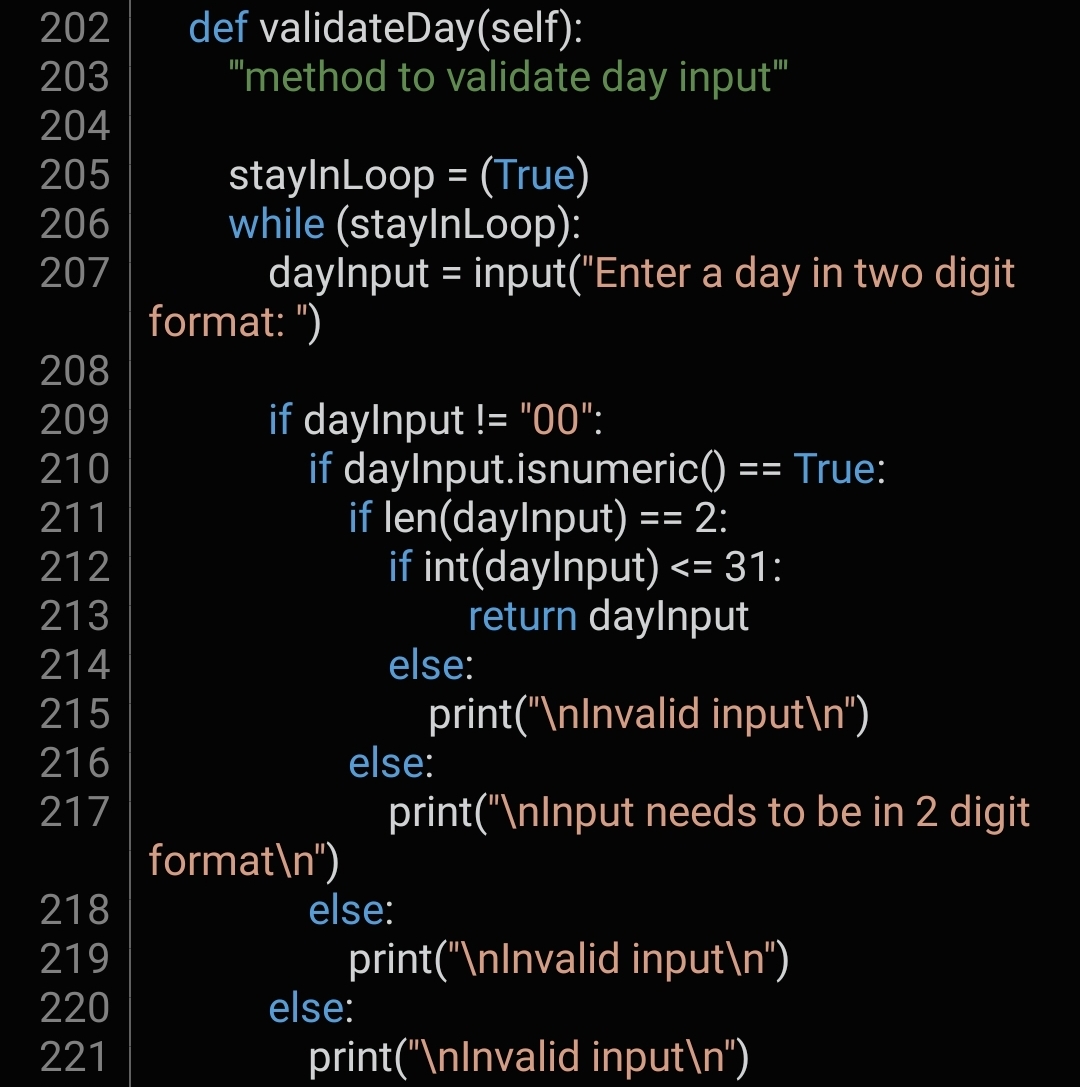 202 def validateDay(self):
203 '''method to validate day input'''
204
205 stayInLoop = (True)
206 while (stayInLoop):
207 dayInput = input("Enter a day in two digit
format: ")
208
209 if dayInput != "00":
210 if dayInput.isnumeric() == True:
211 if len(dayInput) == 2:
212 if int(dayInput) <= 31:
213 return dayInput
214 else:
215 print("\nInvalid input\n")
216 else:
217 print("\nInput needs to be in 2 digit
format\n")
218 else:
219 print("\nInvalid input\n")
220 else:
221 print("\nInvalid input\n")